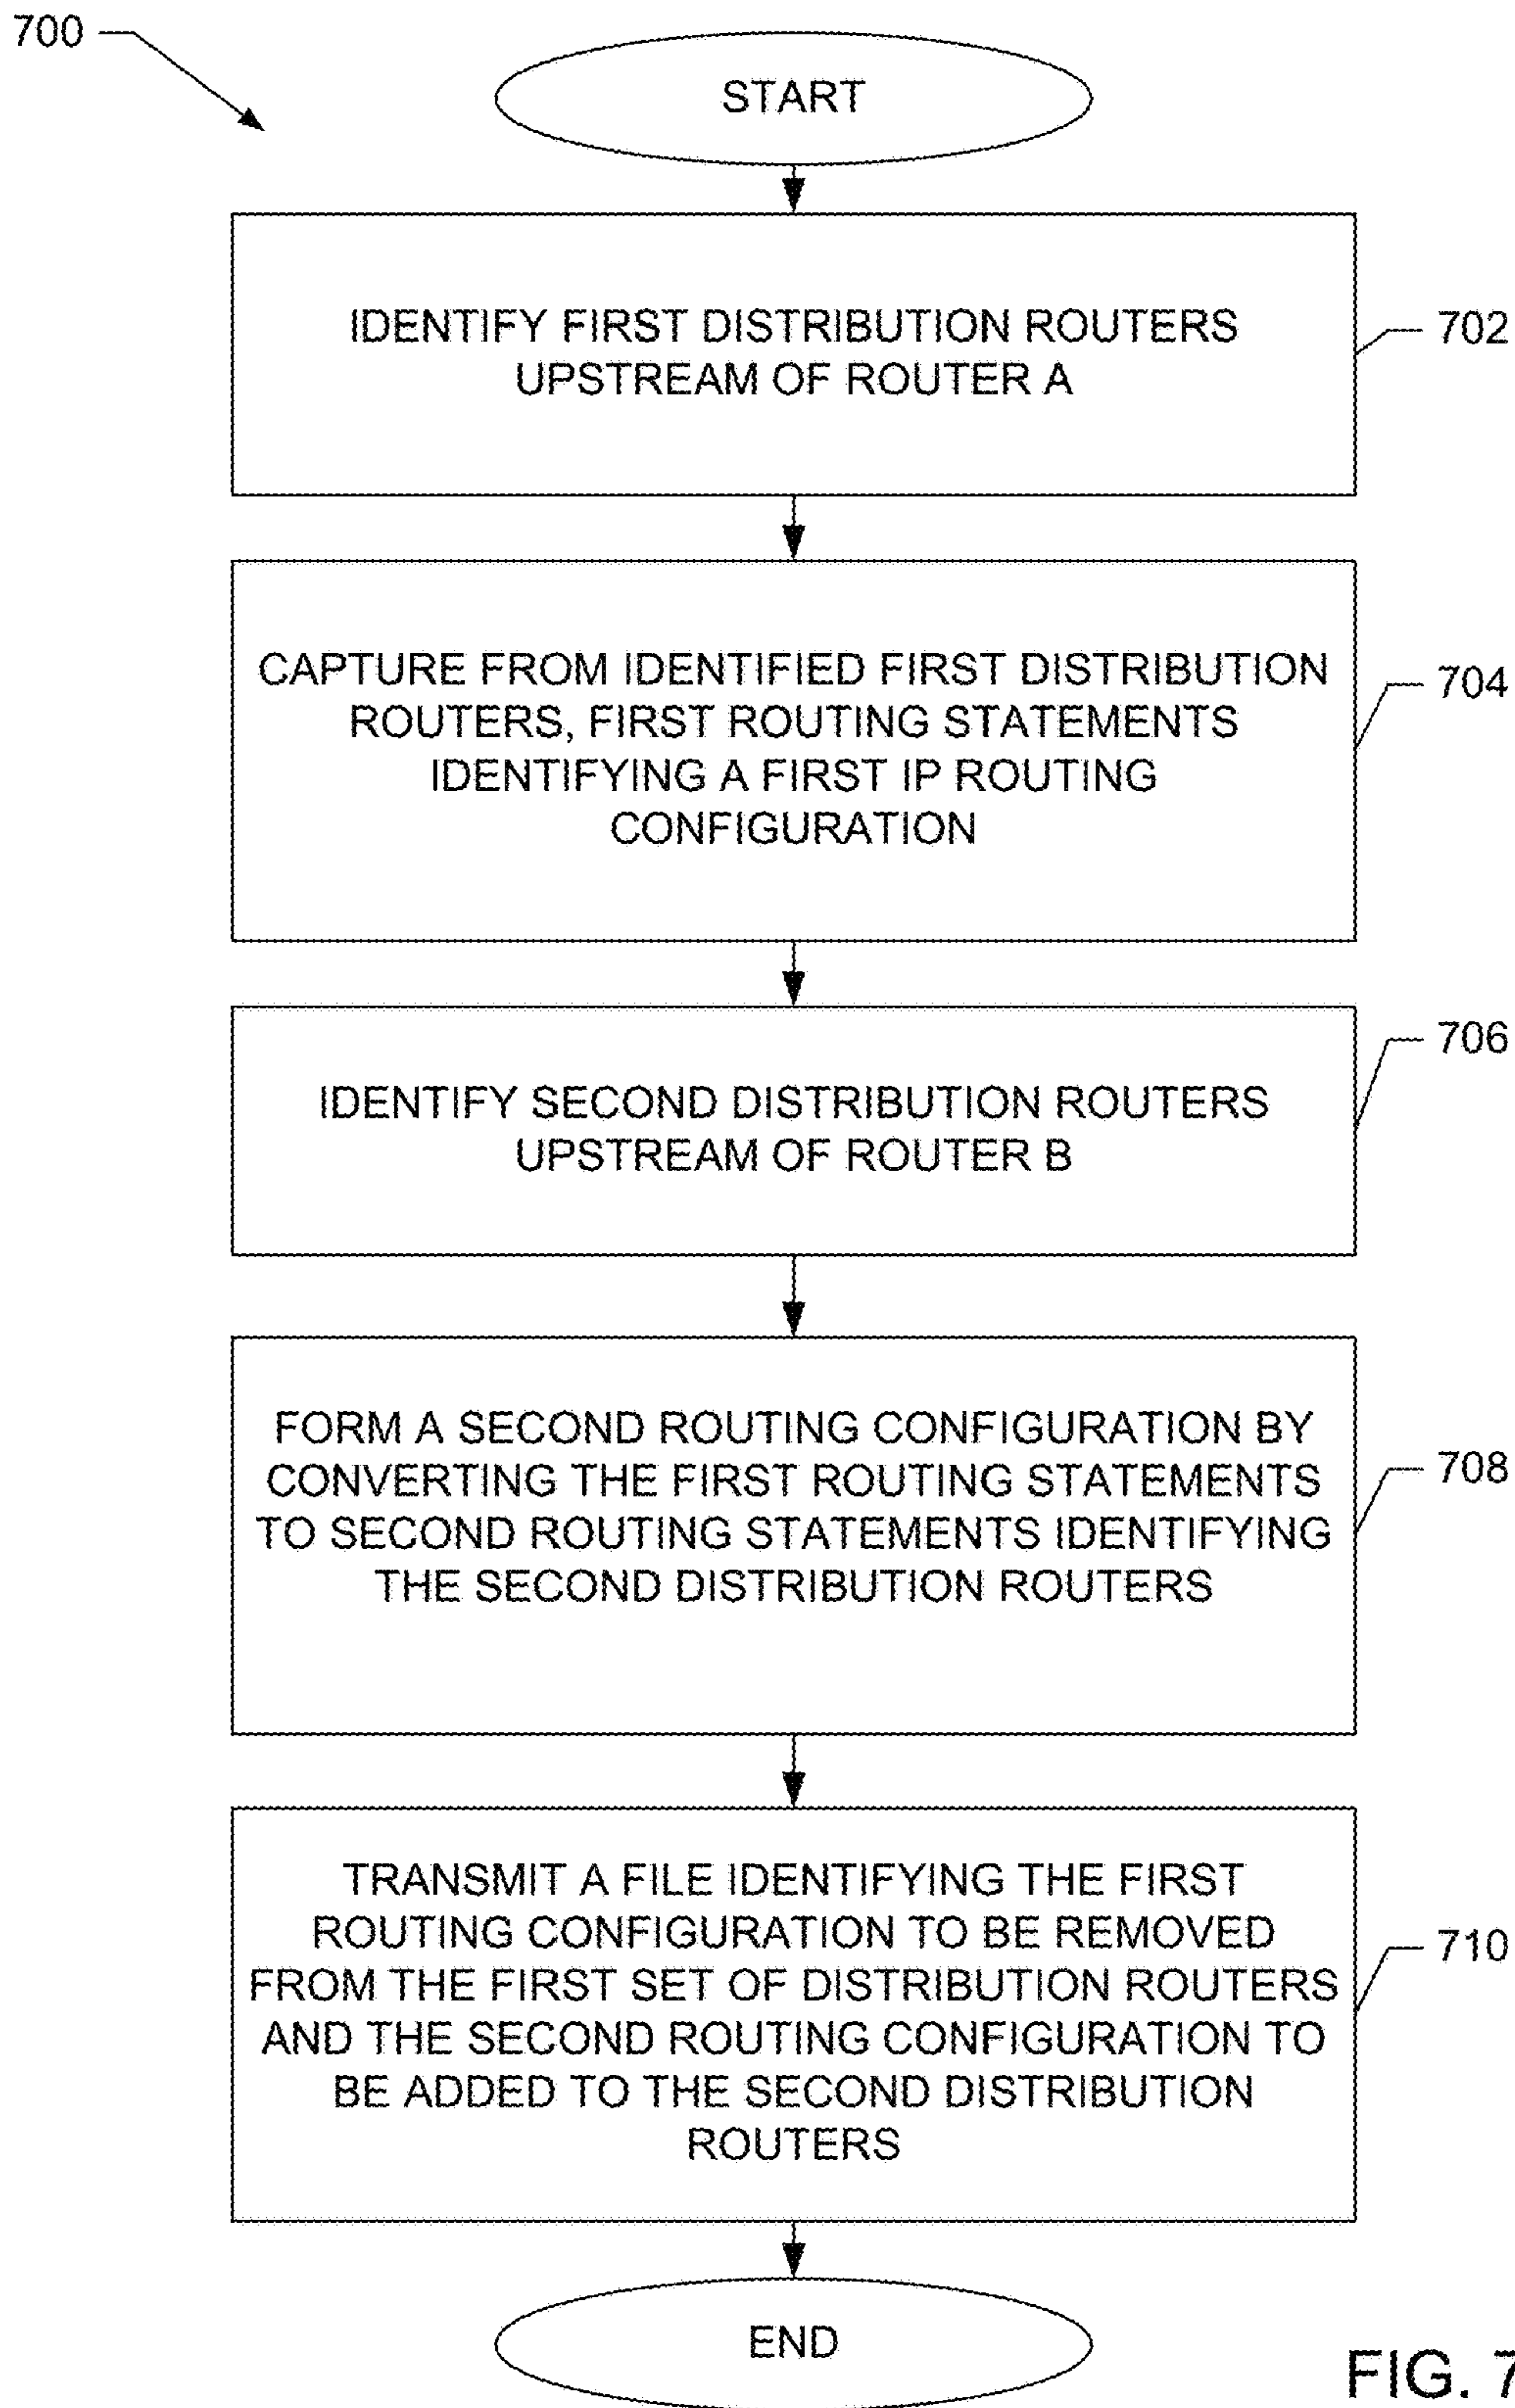 700
START
IDENTIFY FIRST DISTRIBUTION ROUTERS
UPSTREAM OF ROUTER A
702
CAPTURE FROM IDENTIFIED FIRST DISTRIBUTION
ROUTERS, FIRST ROUTING STATEMENTS
IDENTIFYING A FIRST IP ROUTING
CONFIGURATION
704
IDENTIFY SECOND DISTRIBUTION ROUTERS
UPSTREAM OF ROUTER B
706
FORM A SECOND ROUTING CONFIGURATION BY
CONVERTING THE FIRST ROUTING STATEMENTS
TO SECOND ROUTING STATEMENTS IDENTIFYING
THE SECOND DISTRIBUTION ROUTERS
708
TRANSMIT A FILE IDENTIFYING THE FIRST
ROUTING CONFIGURATION TO BE REMOVED
FROM THE FIRST SET OF DISTRIBUTION ROUTERS
AND THE SECOND ROUTING CONFIGURATION TO
BE ADDED TO THE SECOND DISTRIBUTION
ROUTERS
710
END
FIG. 7